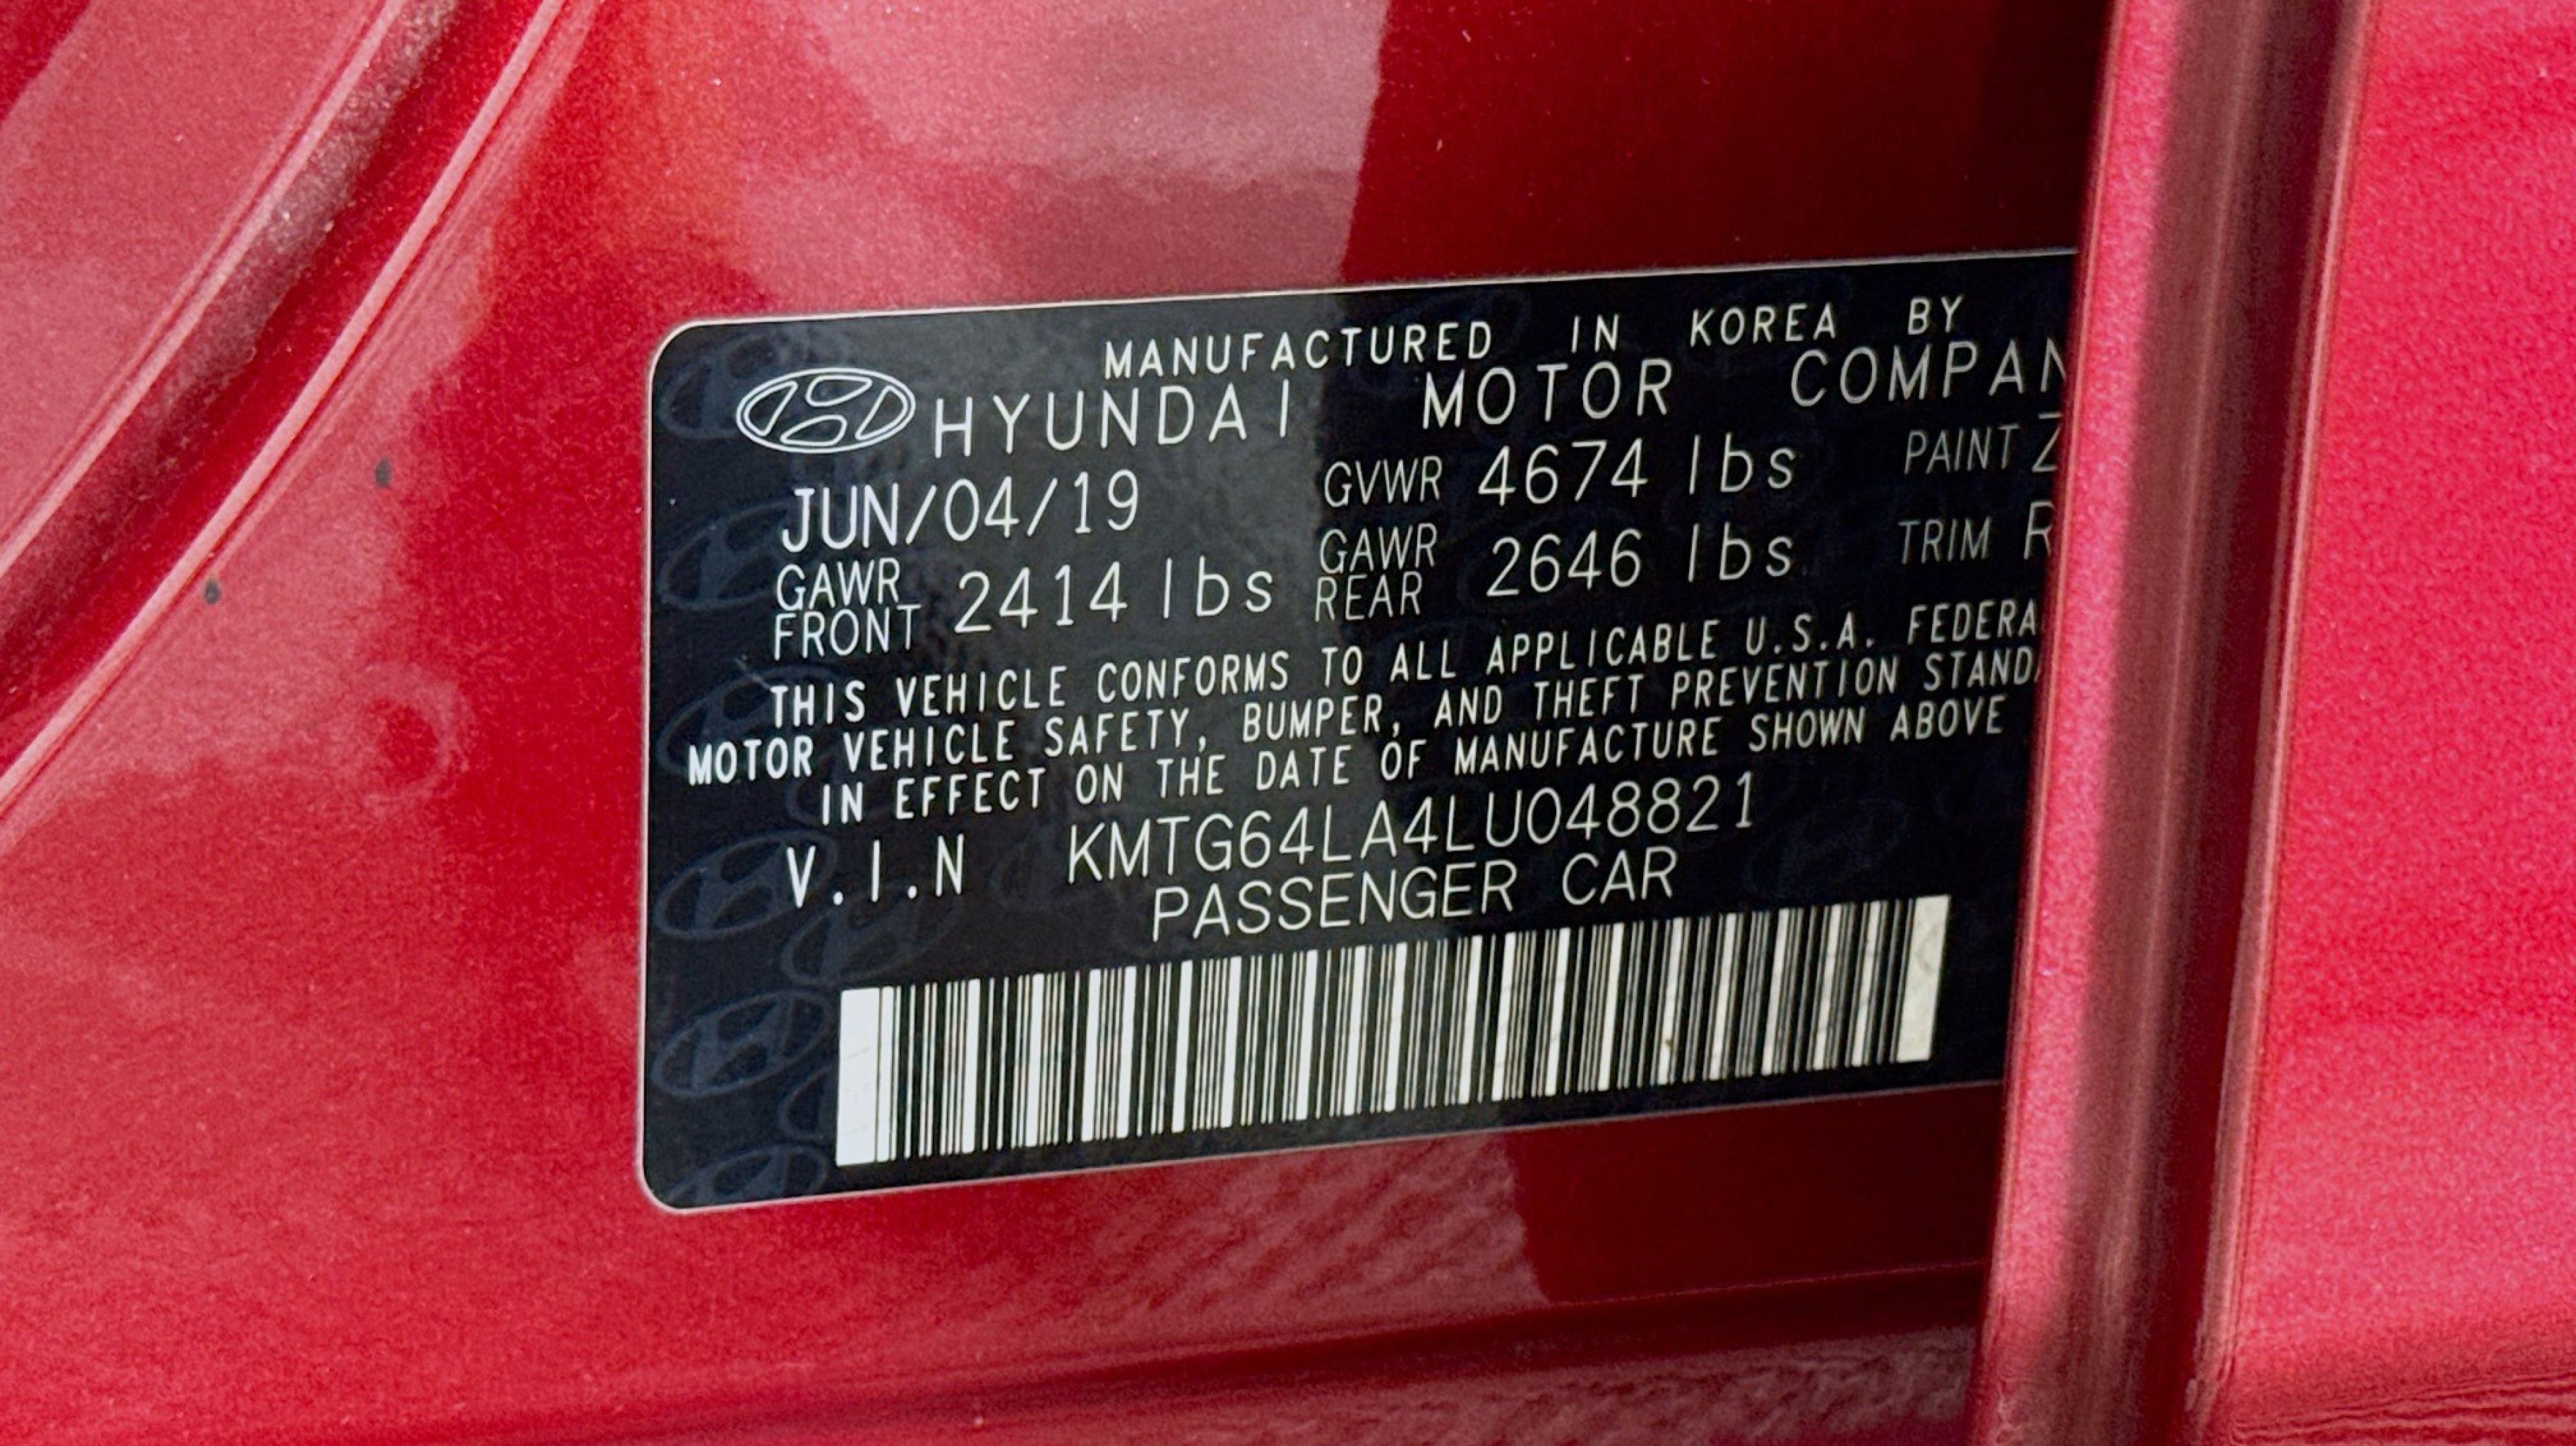 MANUFACTURED IN KOREA BY
HYUNDAI MOTOR COMPAN
JUN/04/19 GVWR 4674 lbs PAINT Z
GAWR FRONT 2414 lbs GAWR REAR 2646 lbs TRIM R
THIS VEHICLE CONFORMS TO ALL APPLICABLE U.S.A. FEDERA
MOTOR VEHICLE SAFETY, BUMPER, AND THEFT PREVENTION STAND
IN EFFECT ON THE DATE OF MANUFACTURE SHOWN ABOVE
V.I.N KMTG64LA4LU048821
PASSENGER CAR